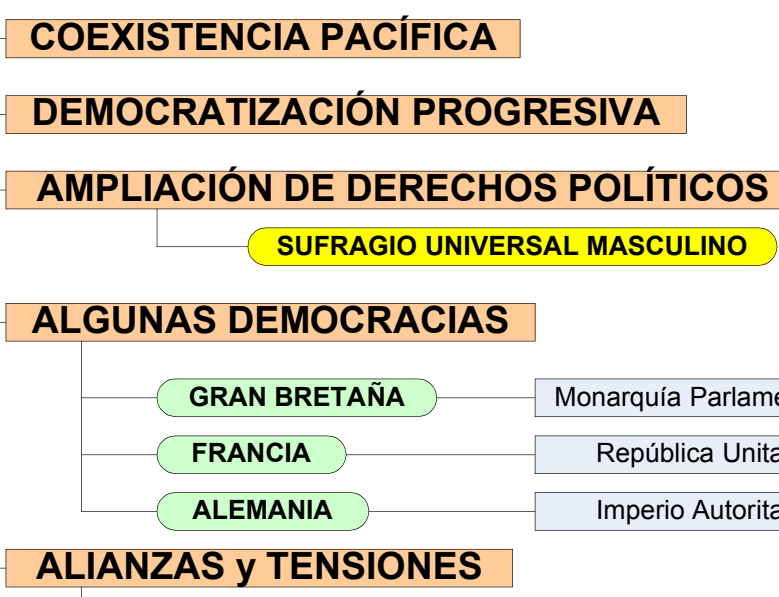 COEXISTENCIA PACÍFICA
DEMOCRATIZACIÓN PROGRESIVA
AMPLIACIÓN DE DERECHOS POLÍTICOS
SUFRAGIO UNIVERSAL MASCULINO
ALGUNAS DEMOCRACIAS
GRAN BRETAÑA
Monarquía
FRANCIA
República
ALEMANIA
Imperio
ALIANZAS y TENSIONES